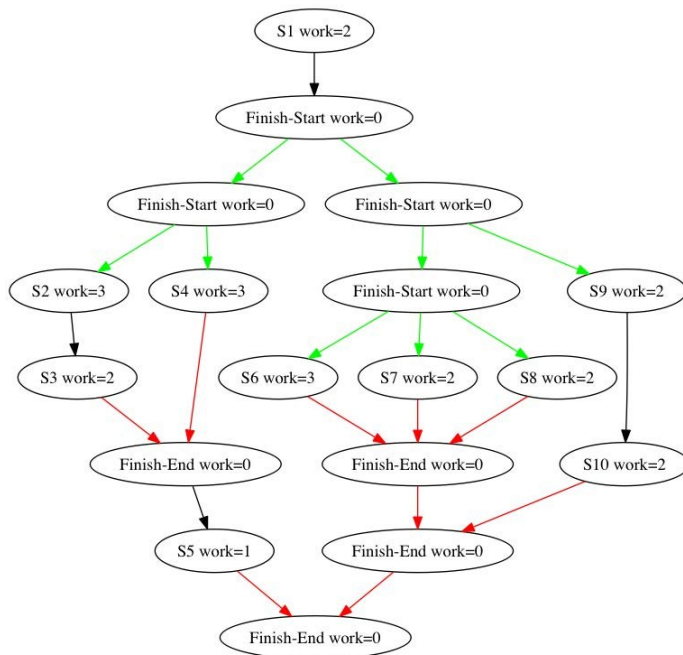 S1 work=2
Finish-Start work=0
Finish-Start work=0
Finish-Start work=0
S2 work=3
S4 work=3
Finish-Start work=0
S9 work=2
S3 work=2
S6 work=3
S7 work=2
S8 work=2
Finish-End work=0
Finish-End work=0
S10 work=2
S5 work=1
Finish-End work=0
Finish-End work=0